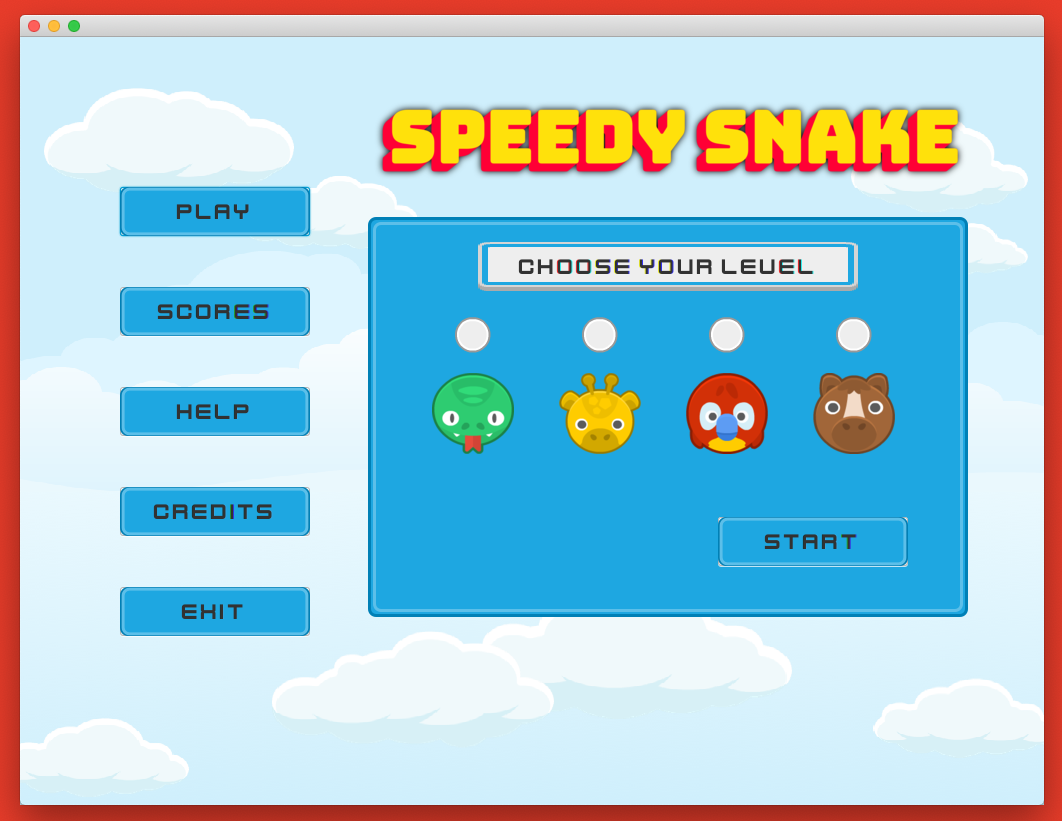 SPEEDY SNAKE
PLAY
SCORES
HELP
CREDITS
EXIT
CHOOSE YOUR LEVEL
START